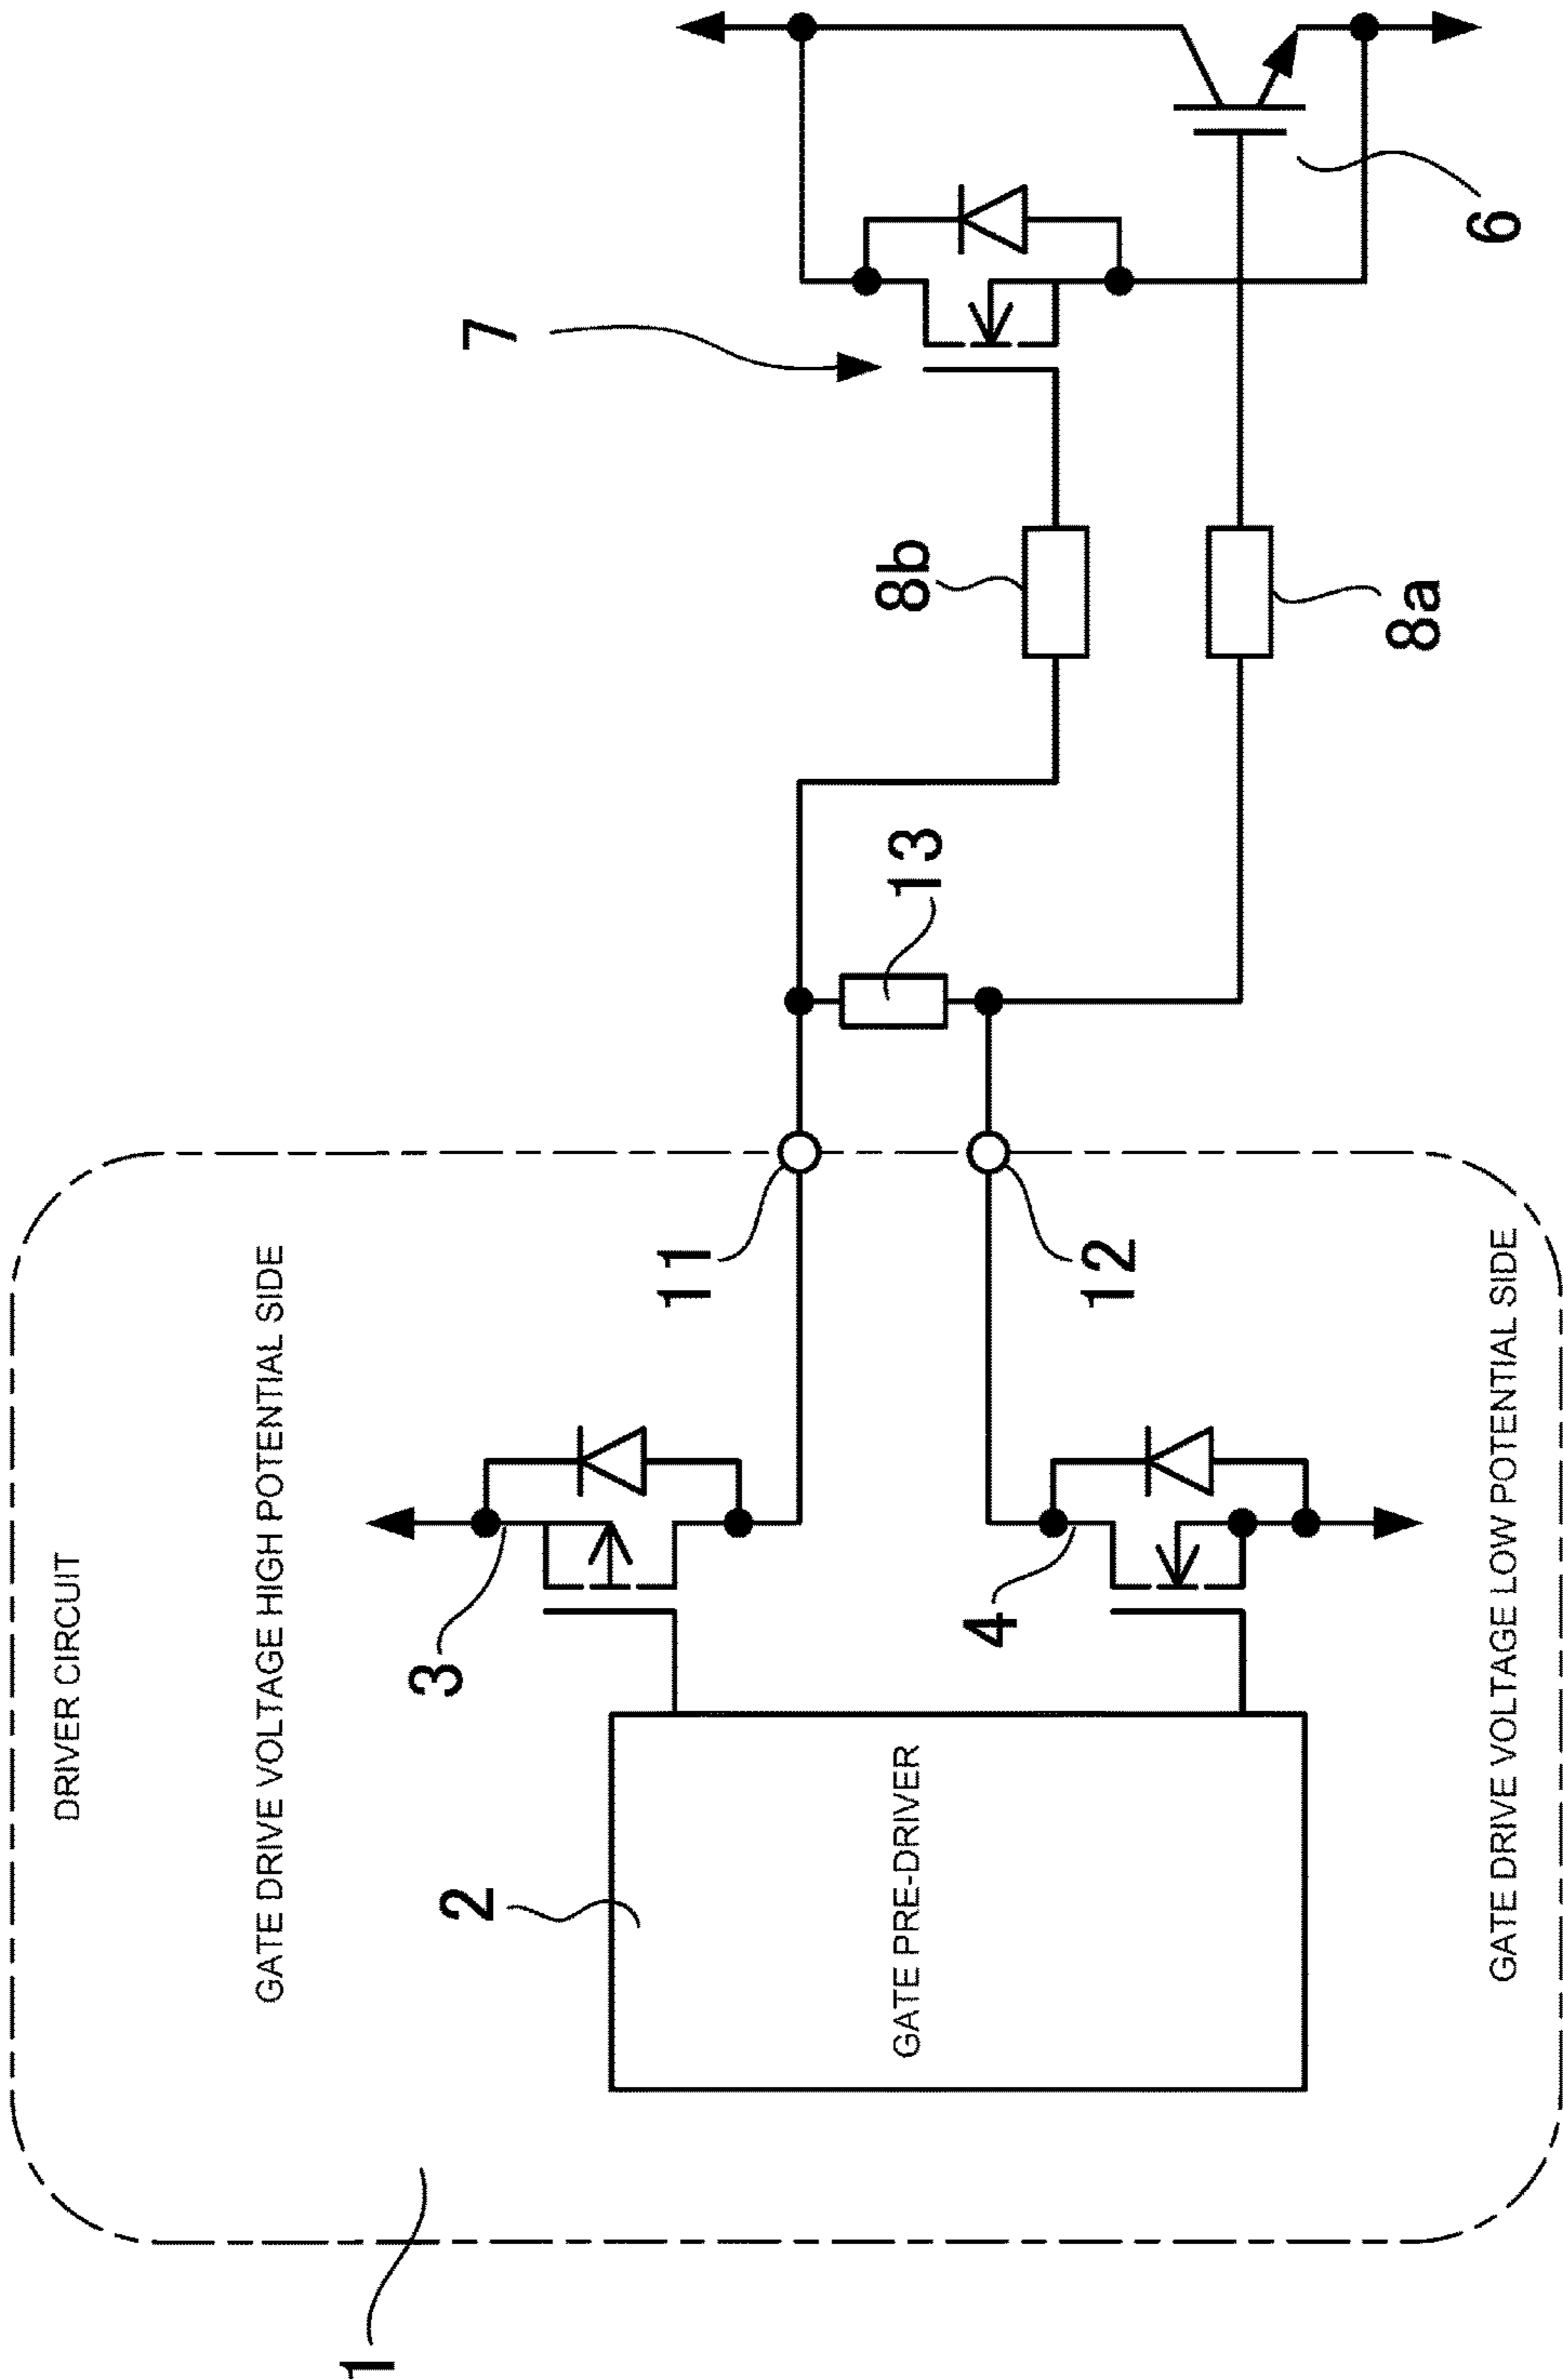 DRIVER CIRCUIT
GATE DRIVE VOLTAGE HIGH POTENTIAL SIDE
1
3
2
GATE PRE-DRIVER
4
11
12
13
7
8b
8a
6
GATE DRIVE VOLTAGE LOW POTENTIAL SIDE